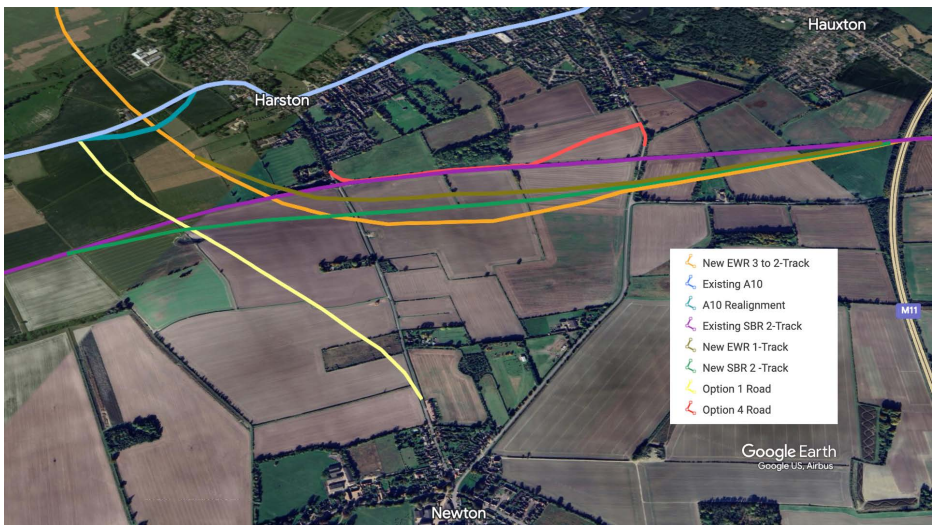 Hauxton
Harston
New EWR 3 to 2-Track
Existing A10
A10 Realignment
Existing SBR 2-Track
New EWR 1-Track
New SBR 2 -Track
Option 1 Road
Option 4 Road
M11
Google Earth
Google US, Airbus
Newton